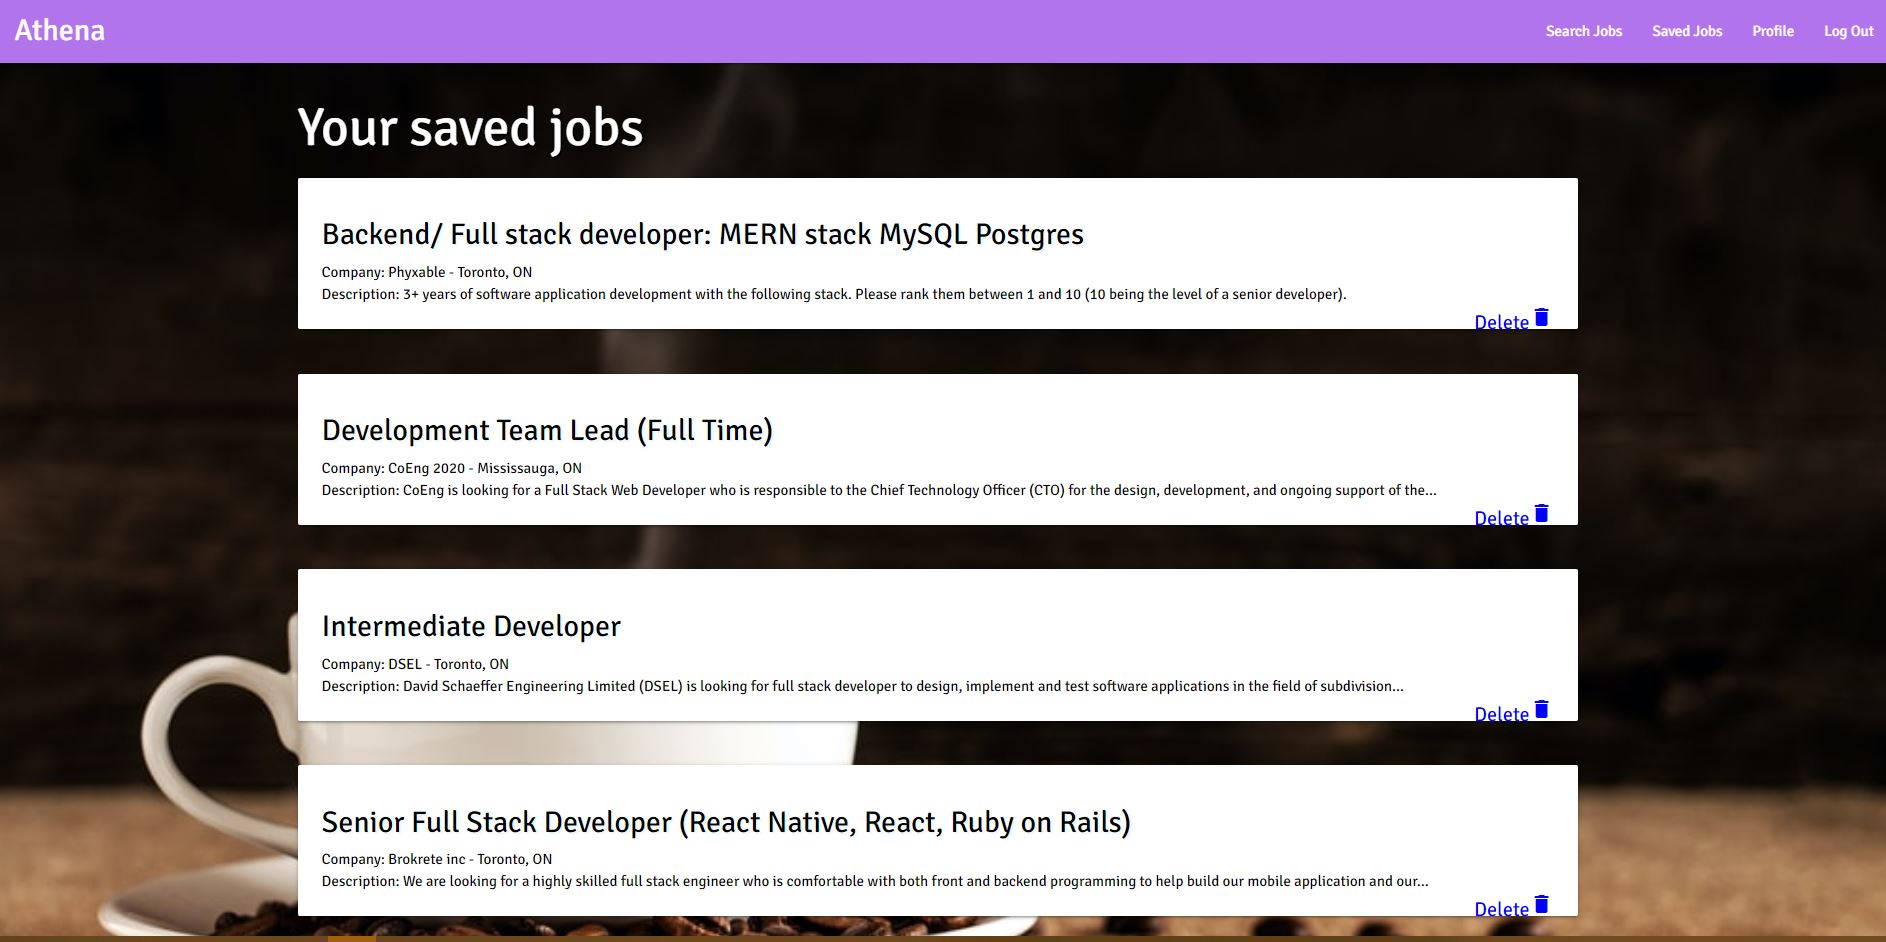 Athena
Search Jobs Saved Jobs Profile Log Out
Your saved jobs
Backend/ Full stack developer: MERN stack MySQL Postgres
Company: Phyxable - Toronto, ON
Description: 3+ years of software application development with the following stack. Please rank them between 1 and 10 (10 being the level of a senior developer).
Delete
Development Team Lead (Full Time)
Company: CoEng 2020 - Mississauga, ON
Description: CoEng is looking for a Full Stack Web Developer who is responsible to the Chief Technology Officer (CTO) for the design, development, and ongoing support of the...
Delete
Intermediate Developer
Company: DSEL - Toronto, ON
Description: David Schaeffer Engineering Limited (DSEL) is looking for full stack developer to design, implement and test software applications in the field of subdivision...
Delete
Senior Full Stack Developer (React Native, React, Ruby on Rails)
Company: Brokrete inc - Toronto, ON
Description: We are looking for a highly skilled full stack engineer who is comfortable with both front and backend programming to help build our mobile application and our...
Delete